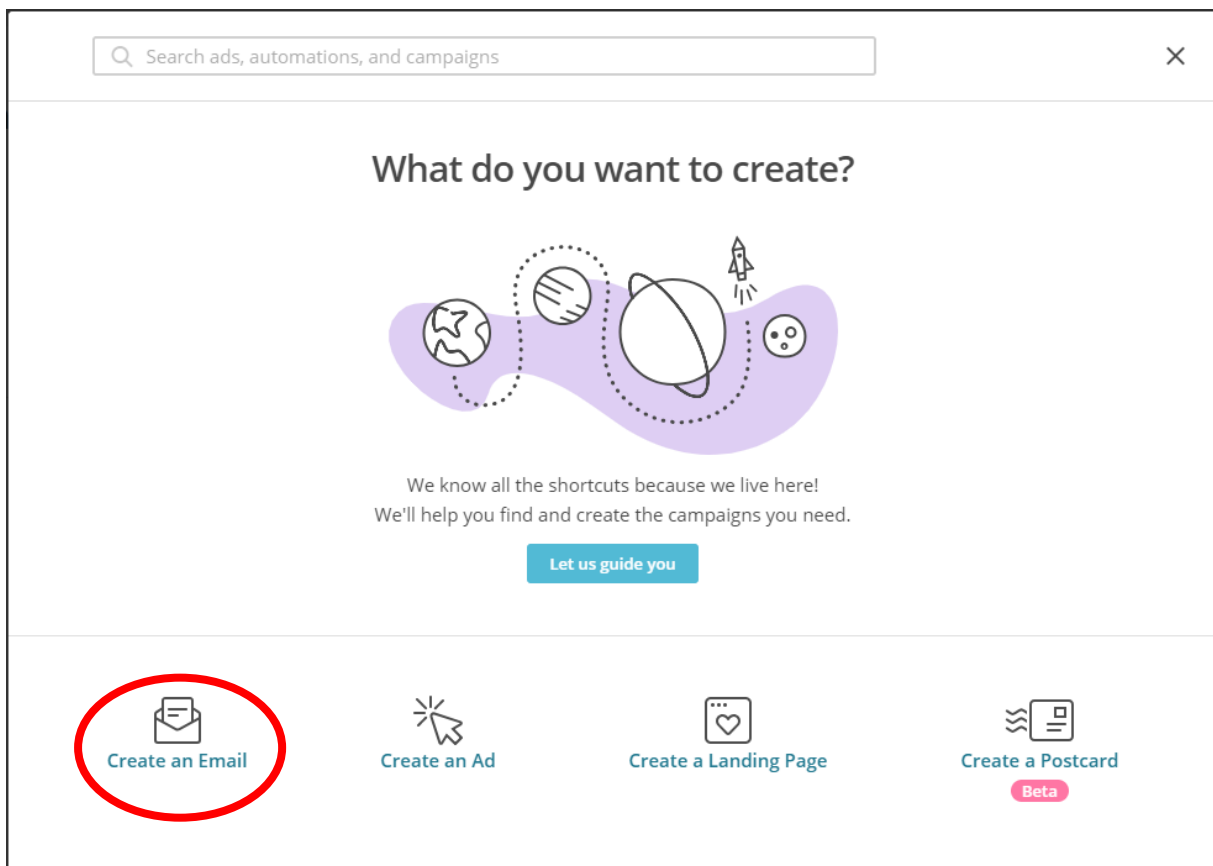 Search ads, automations, and campaigns
What do you want to create?
We know all the shortcuts because we live here!
We'll help you find and create the campaigns you need.
Let us guide you
Create an Email
Create an Ad
Create a Landing Page
Create a Postcard
Beta